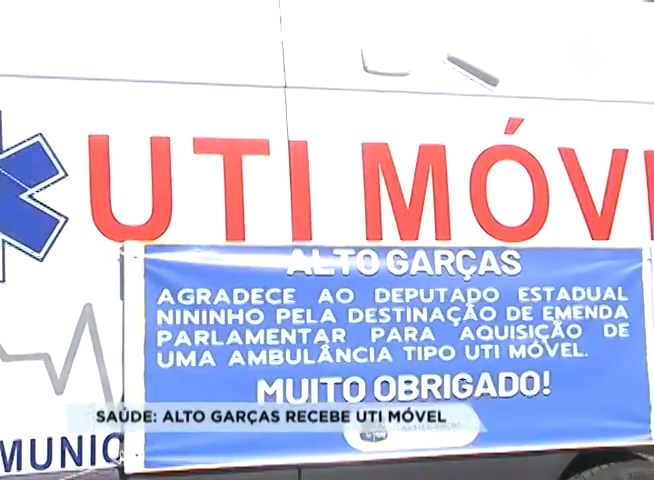 UTI MÓVE
ALTO GARÇAS
AGRADECE AO DEPUTADO ESTADUAL
NININHO PELA DESTINAÇÃO DE EMENDA
PARLAMENTAR PARA AQUISIÇÃO DE
UMA AMBULÂNCIA TIPO UTI MÓVEL.
MUITO OBRIGADO!
SAÚDE: ALTO GARÇAS RECEBE UTI MÓVEL
MUNIC